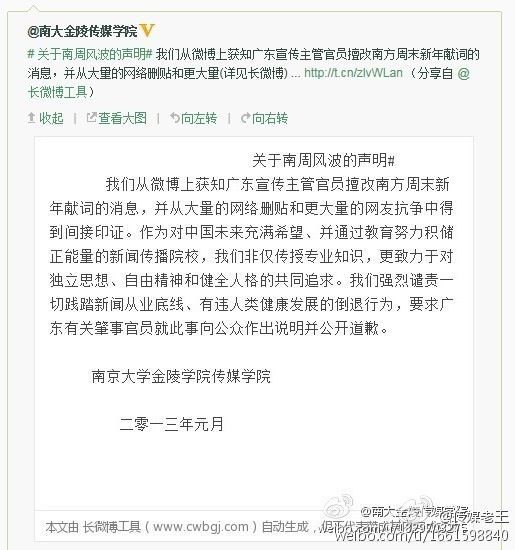 @南大金陵传媒学院
# 关于南周风波的声明# 我们从微博上获知广东宣传主管官员擅改南方周末新年献词的
消息，并从大量的网络删贴和更大量(详见长微博) ... http://t.cn/zlvWLan （分享自 @
长微博工具）
收起 | 查看大图 向左转 | 向右转
关于南周风波的声明#
我们从微博上获知广东宣传主管官员擅改南方周末新
年献词的消息，并从大量的网络删贴和更大量的网友抗争中得
到间接印证。作为对中国未来充满希望、并通过教育努力积储
正能量的新闻传播院校，我们非仅传授专业知识，更致力于对
独立思想、自由精神和健全人格的共同追求。我们强烈谴责一
切践踏新闻从业底线、有违人类健康发展的倒退行为，要求广
东有关肇事官员就此事向公众作出说明并公开道歉。
南京大学金陵学院传媒学院
二零一三年元月
@南大金陵传媒学院
@传媒老王
本文由 长微博工具（www.cwbgj.com）自动生成，
weibo.com/u/1661598840